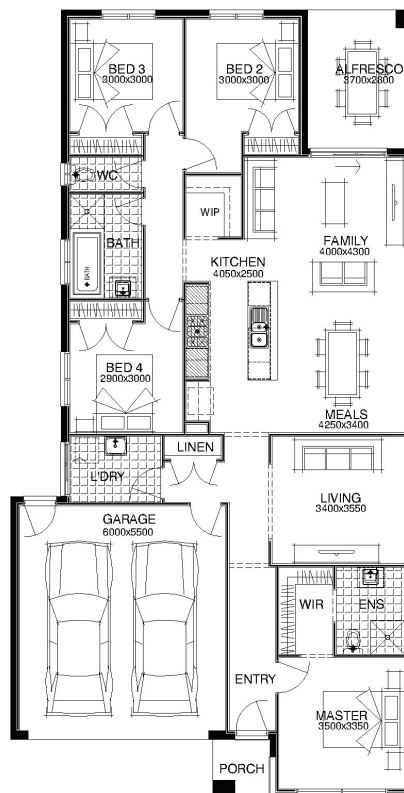 BED 3
3000x3000
BED 2
3000x3000
ALFRESCO
3700x2800
WC
WIP
BATH
BATH
FAMILY
4000x4300
KITCHEN
4050x2500
BED 4
2900x3000
MEALS
4250x3400
LINEN
L'DRY
LIVING
3400x3550
GARAGE
6000x5500
WIR
ENS
ENTRY
MASTER
3500x3350
PORCH